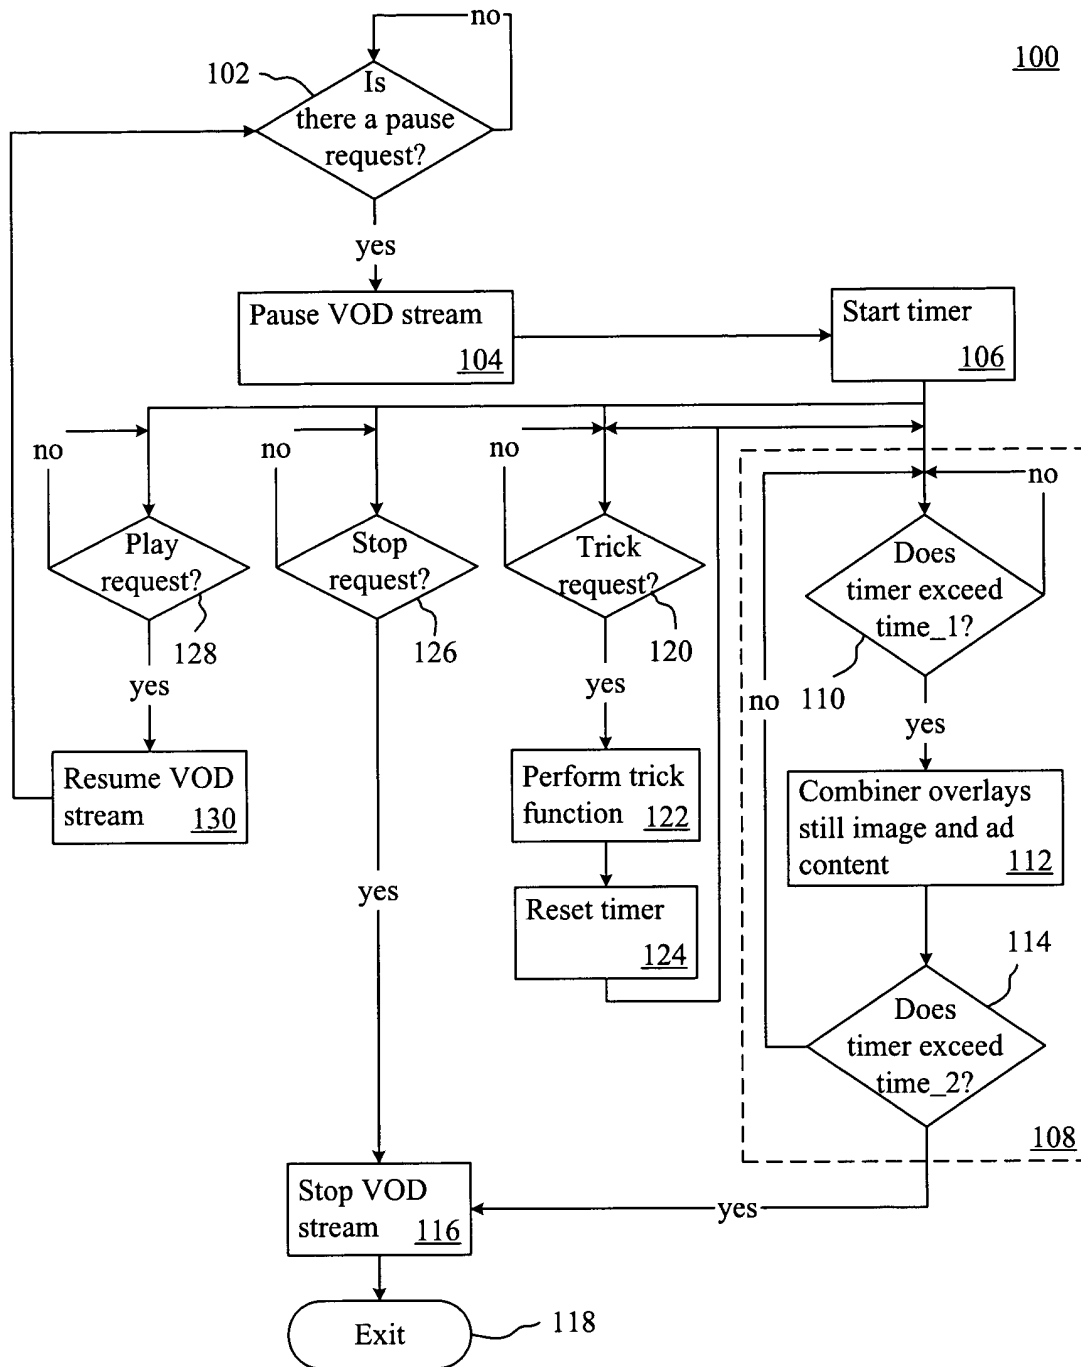 no
100
102
Is
there a pause
request?
yes
Pause VOD stream
104
Start timer
106
no
no
no
no
Play
request?
Stop
request?
Trick
request?
Does
timer exceed
time_1?
128
126
120
110
yes
yes
no
yes
Resume VOD
stream 130
Perform trick
function 122
Combiner overlays
still image and ad
content 112
yes
Reset timer
124
114
Does
timer exceed
time_2?
108
Stop VOD
stream 116
yes
Exit
118